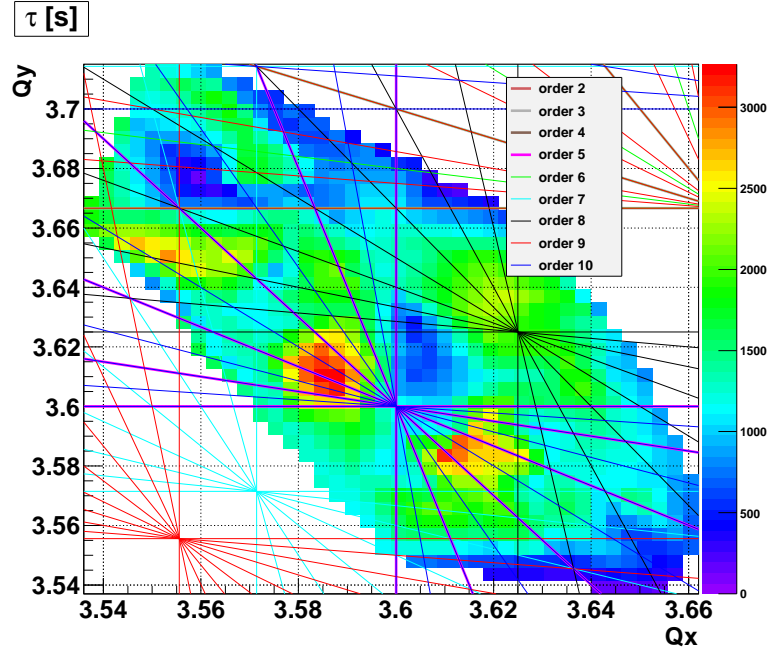 τ [s]
Qy
3.7
3.68
3.66
3.64
3.62
3.6
3.58
3.56
3.54
order 2
order 3
order 4
order 5
order 6
order 7
order 8
order 9
order 10
3000
2500
2000
1500
1000
500
0
3.54 3.56 3.58 3.6 3.62 3.64 3.66
Qx